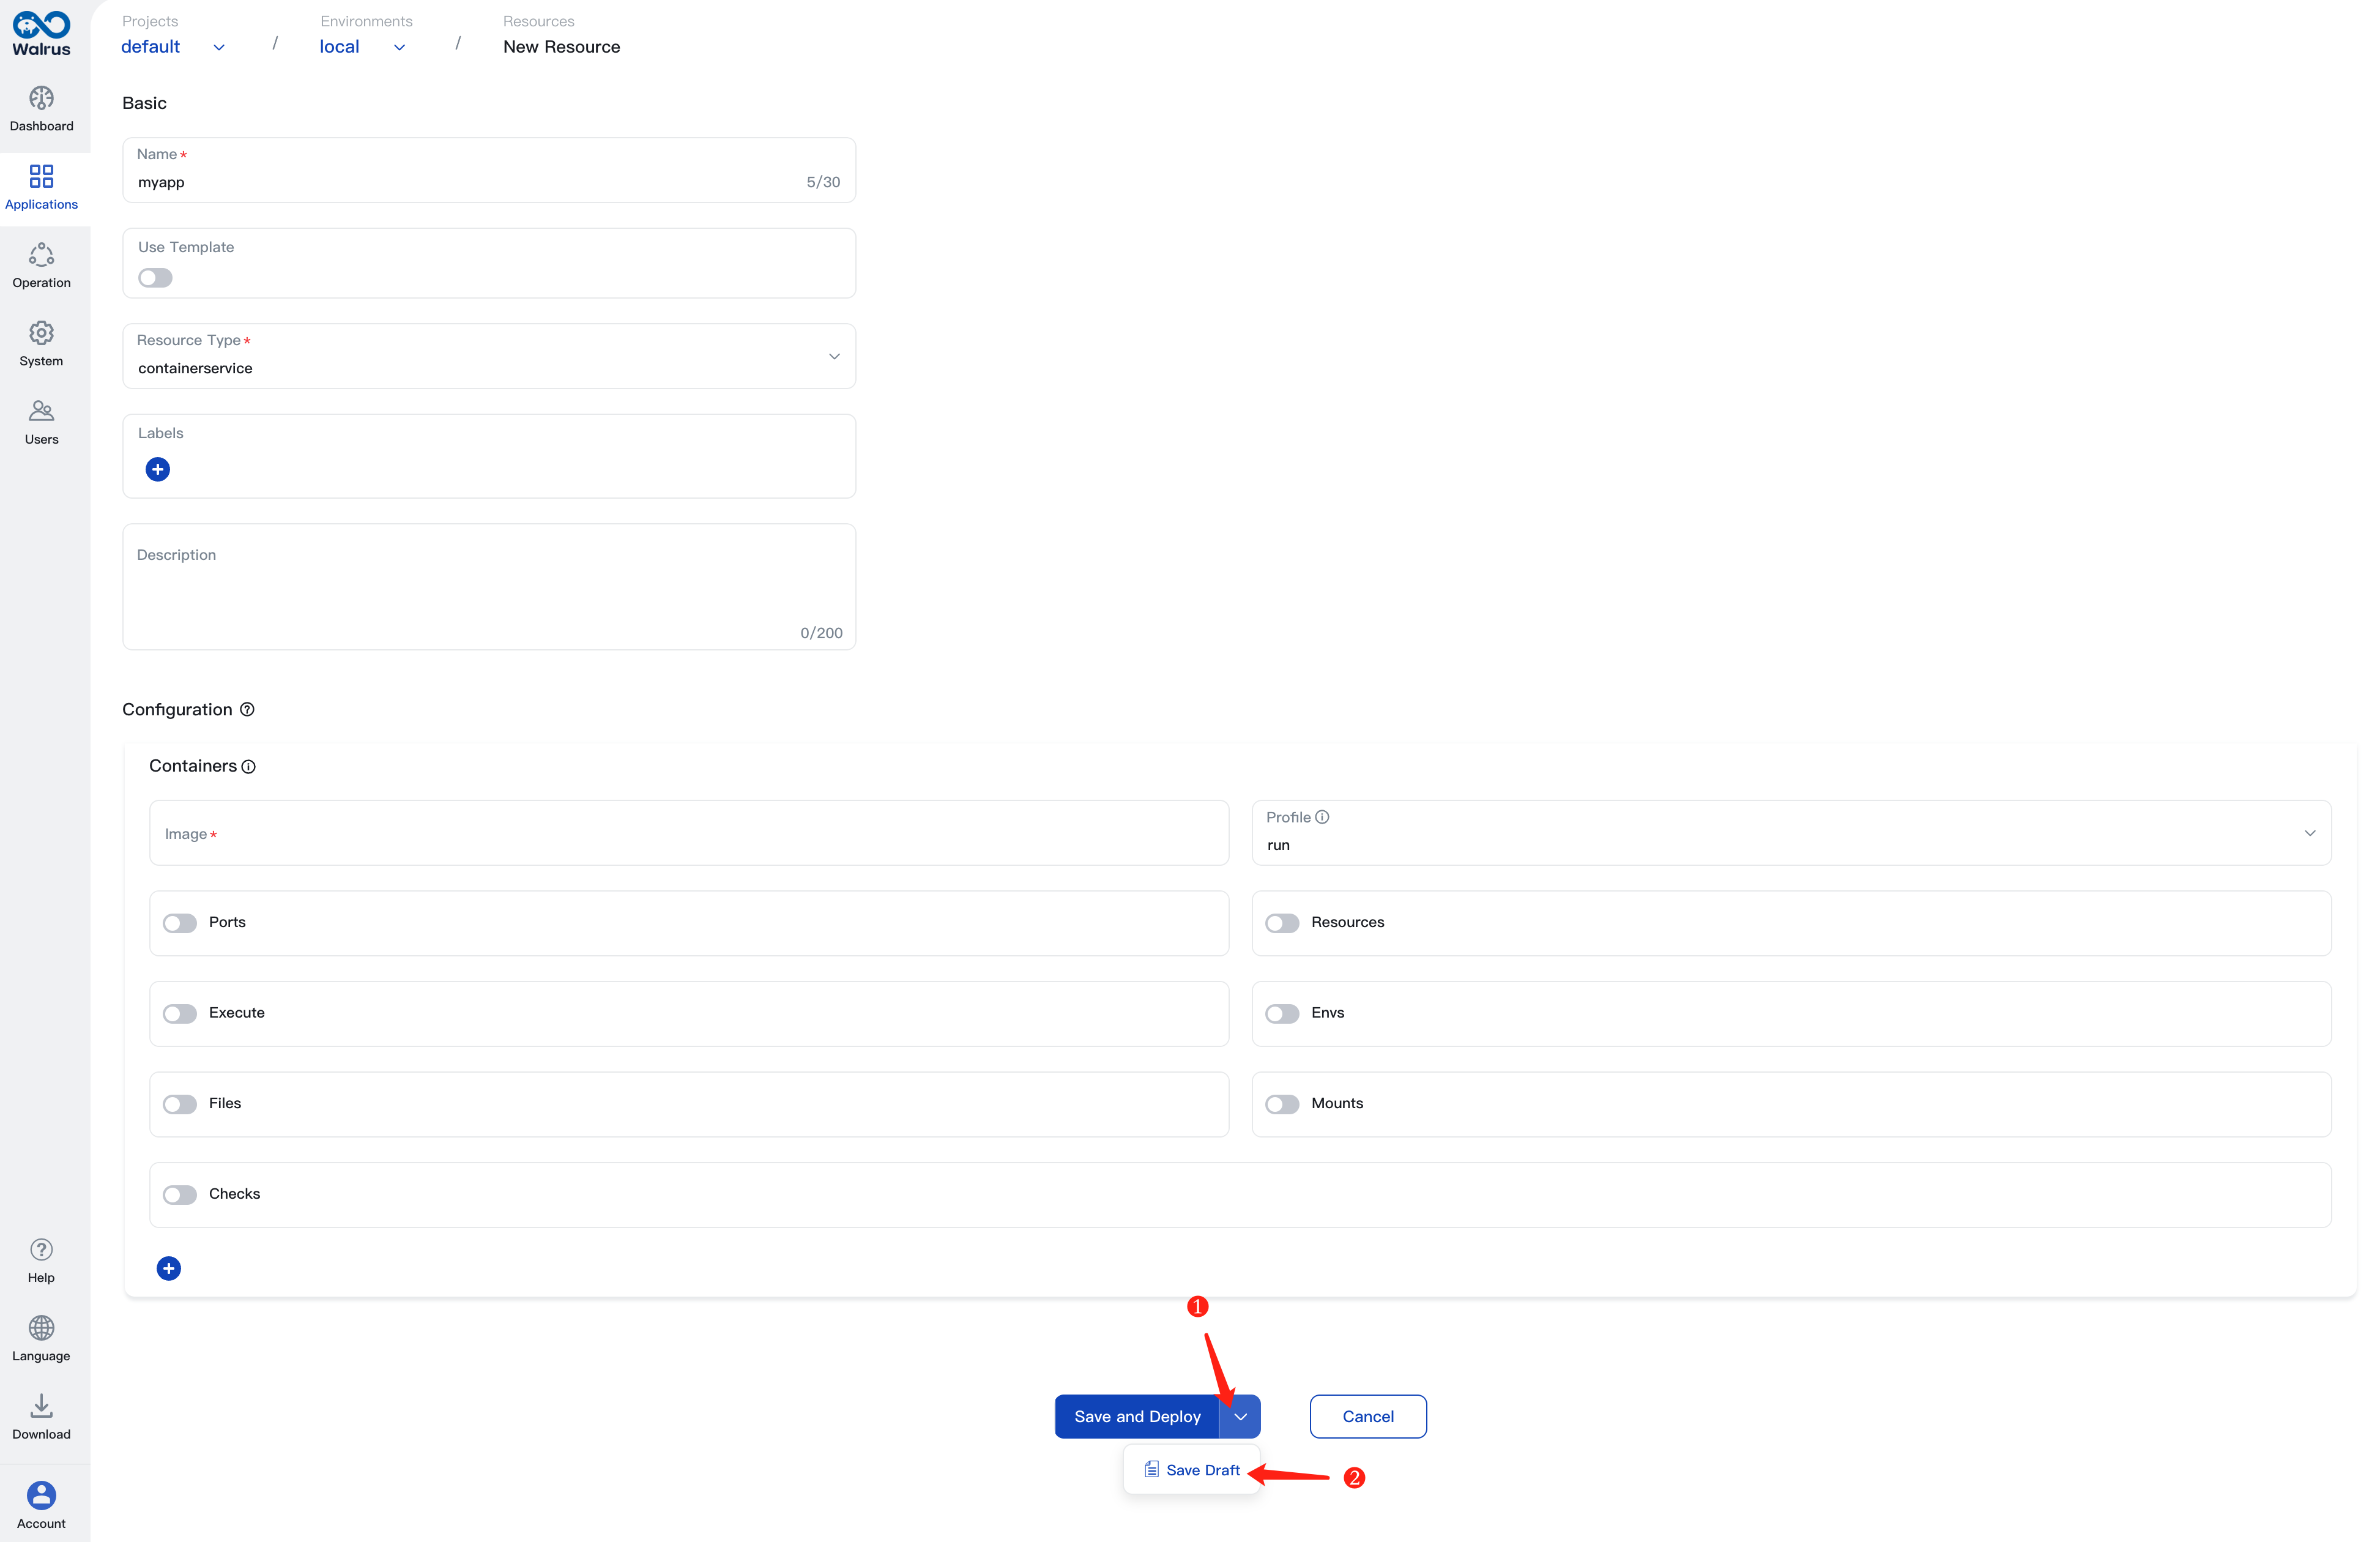 Walrus
Dashboard
Applications
Operation
System
Users
Help
Language
Download
Account
Projects
default
/
Environments
local
/
Resources
New Resource
Basic
Name*
myapp
5/30
Use Template
Resource Type*
containerservice
Labels
Description
0/200
Configuration
Containers
Image*
Profile
run
Ports
Resources
Execute
Envs
Files
Mounts
Checks
1
Save and Deploy
Cancel
Save Draft
2